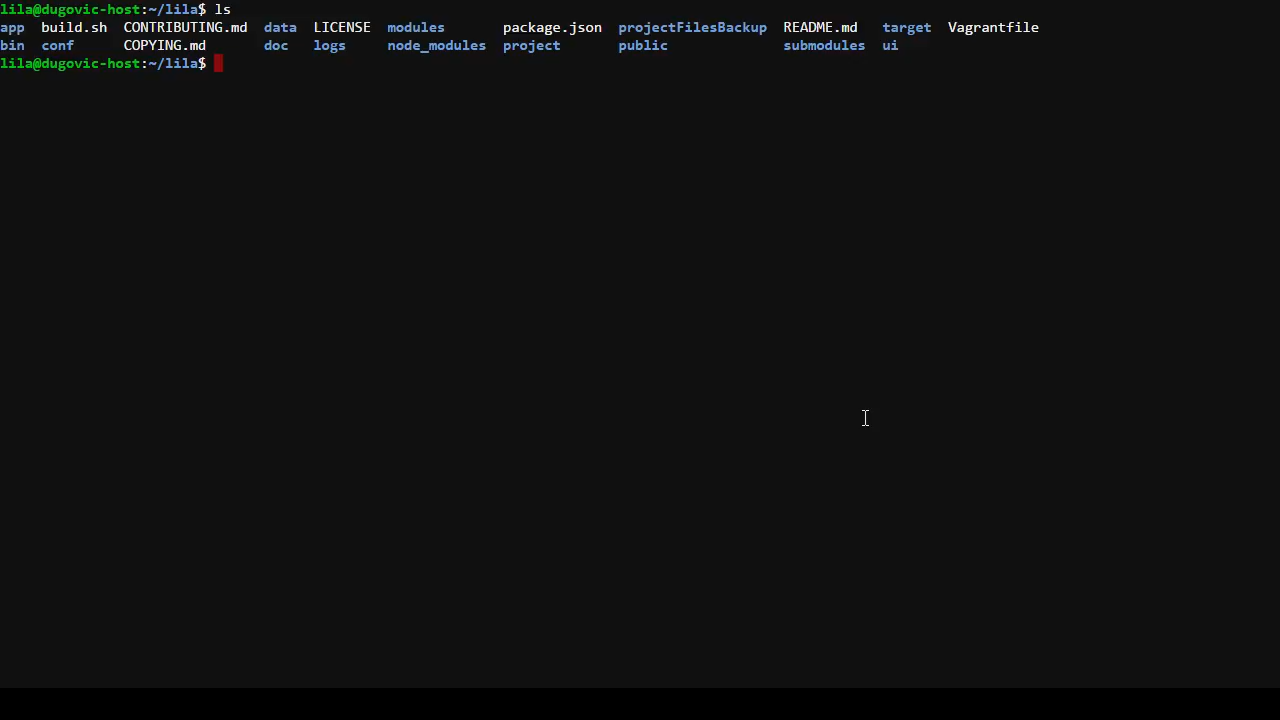 lila@dugovic-host:~/lila$ ls
app  build.sh  CONTRIBUTING.md  data  LICENSE  modules       package.json  projectFilesBackup  README.md   target  Vagrantfile
bin  conf      COPYING.md       doc   logs     node_modules  project       public              submodules  ui
lila@dugovic-host:~/lila$